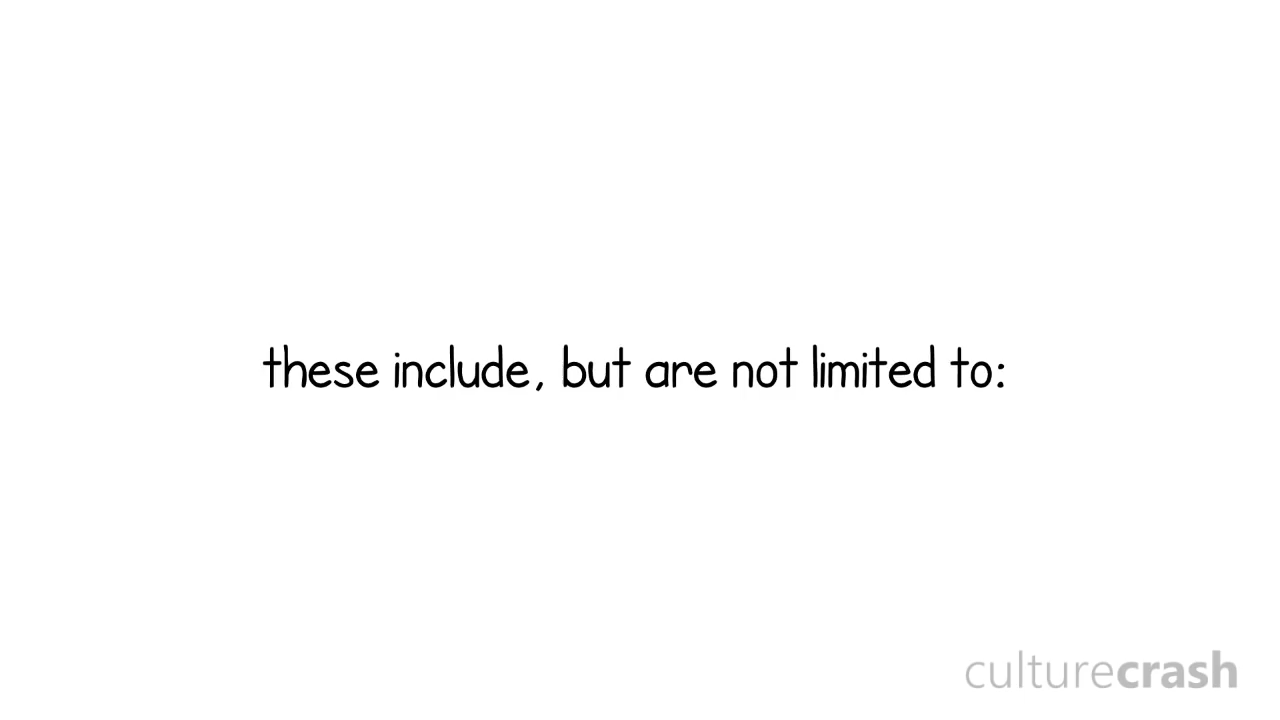 these include, but are not limited to:
culturecrash